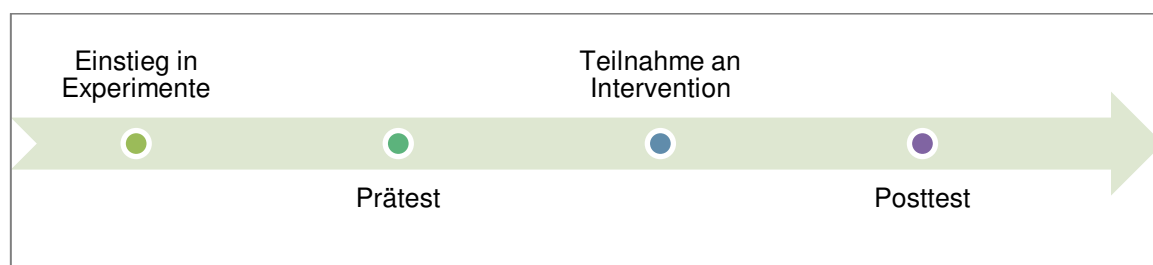 Einstieg in
Experimente
Prätest
Teilnahme an
Intervention
Posttest